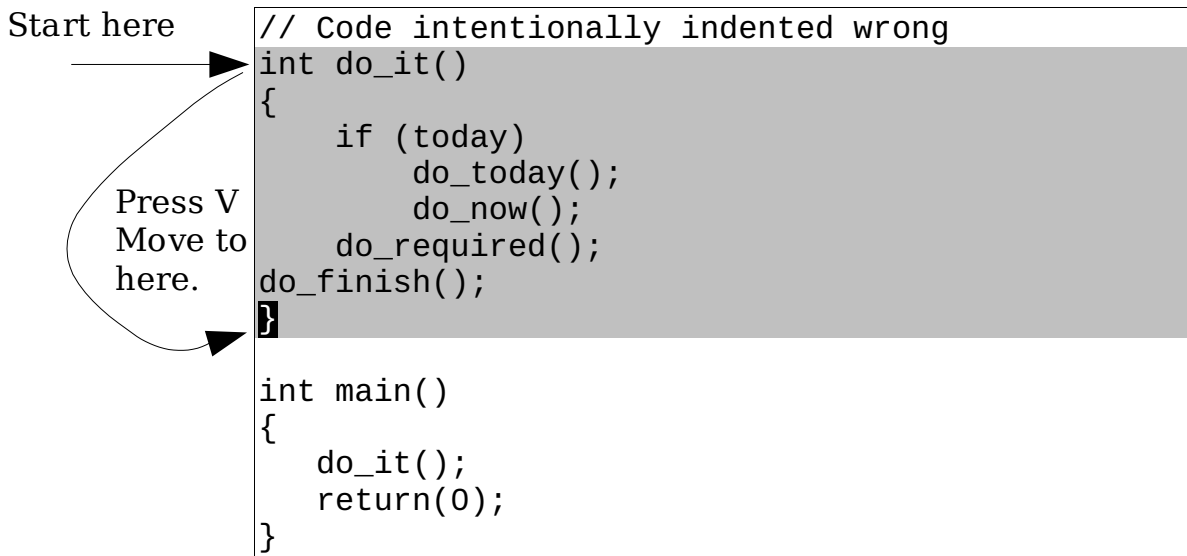 Start here
// Code intentionally indented wrong
int do_it()
{
    if (today)
        do_today();
        do_now();
    do_required();
do_finish();
}
Press V
Move to
here.
int main()
{
   do_it();
   return(0);
}